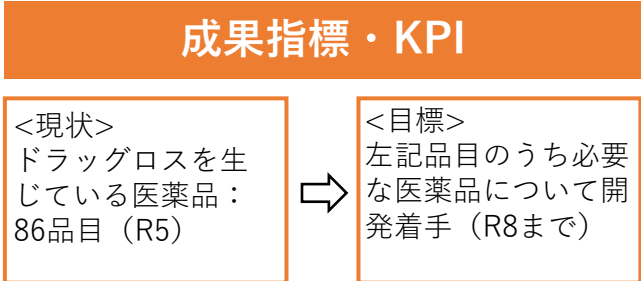 成果指標・KPI
<現状>
ドラッグロスを生
じている医薬品：
86品目（R5）
<目標>
左記品目のうち必要
な医薬品について開
発着手（R8まで）